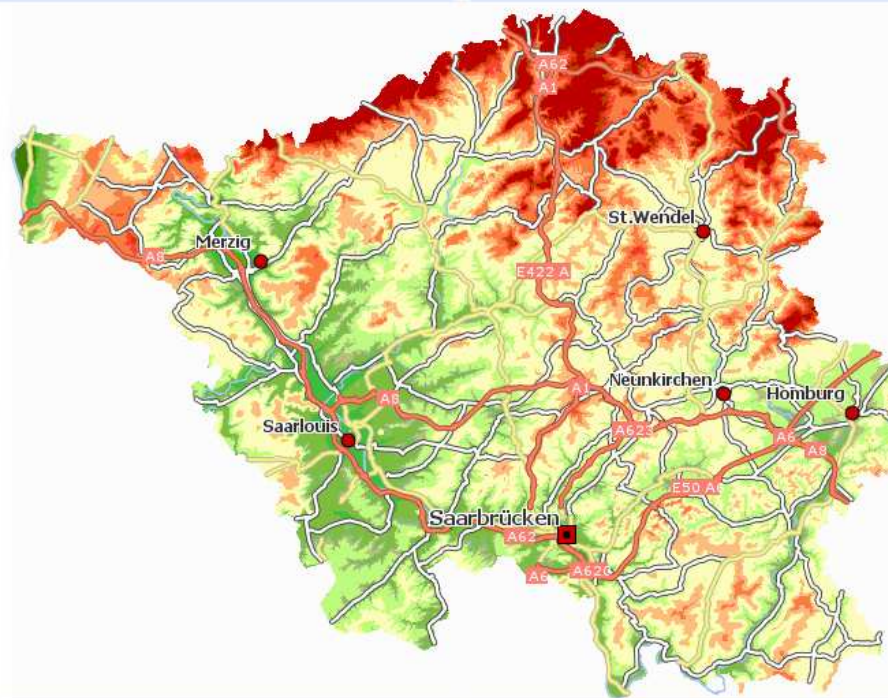 A62
A1
St.Wendel
Merzig
A8
E422 A
Neunkirchen
Homburg
A1
A8
A623
Saarlouis
A6
A8
E50 A6
Saarbrücken
A62
A6
A620